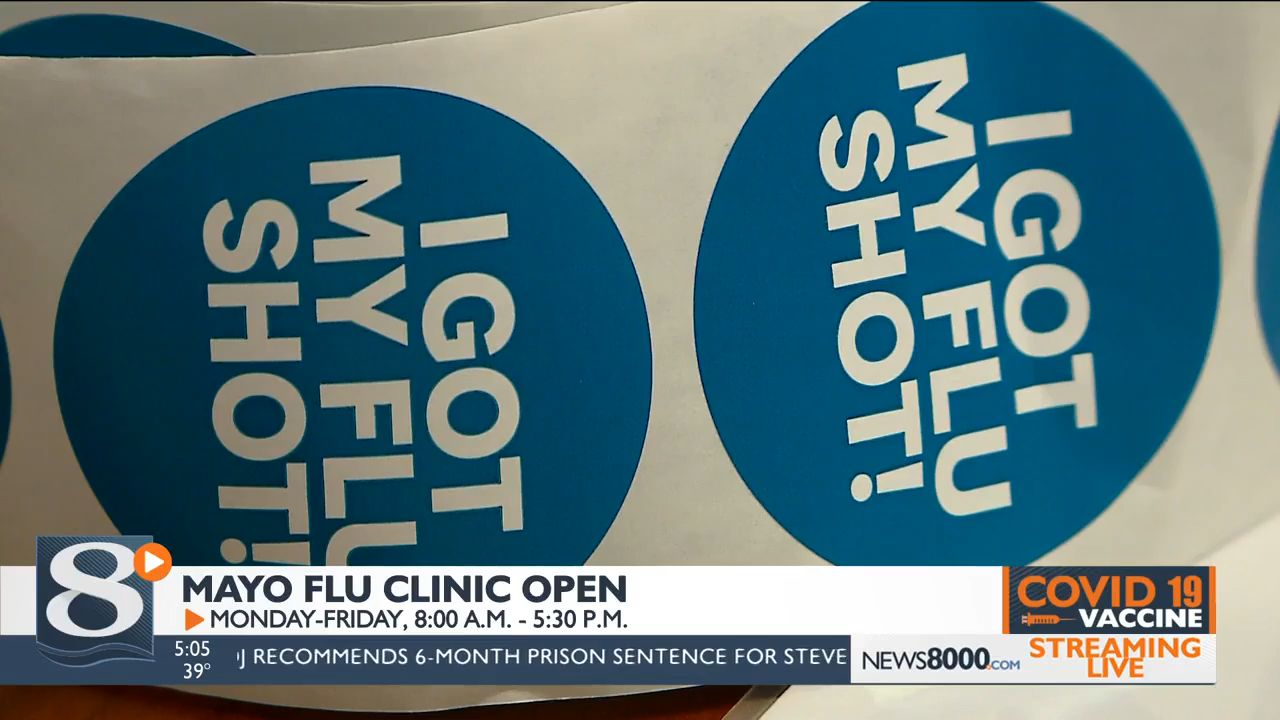 I GOT
MY FLU
SHOT!
I GOT
MY FLU
SHOT!
8
MAYO FLU CLINIC OPEN
MONDAY-FRIDAY, 8:00 A.M. - 5:30 P.M.
COVID 19
VACCINE
5:05
39°
J RECOMMENDS 6-MONTH PRISON SENTENCE FOR STEVE
NEWS8000.COM
STREAMING
LIVE